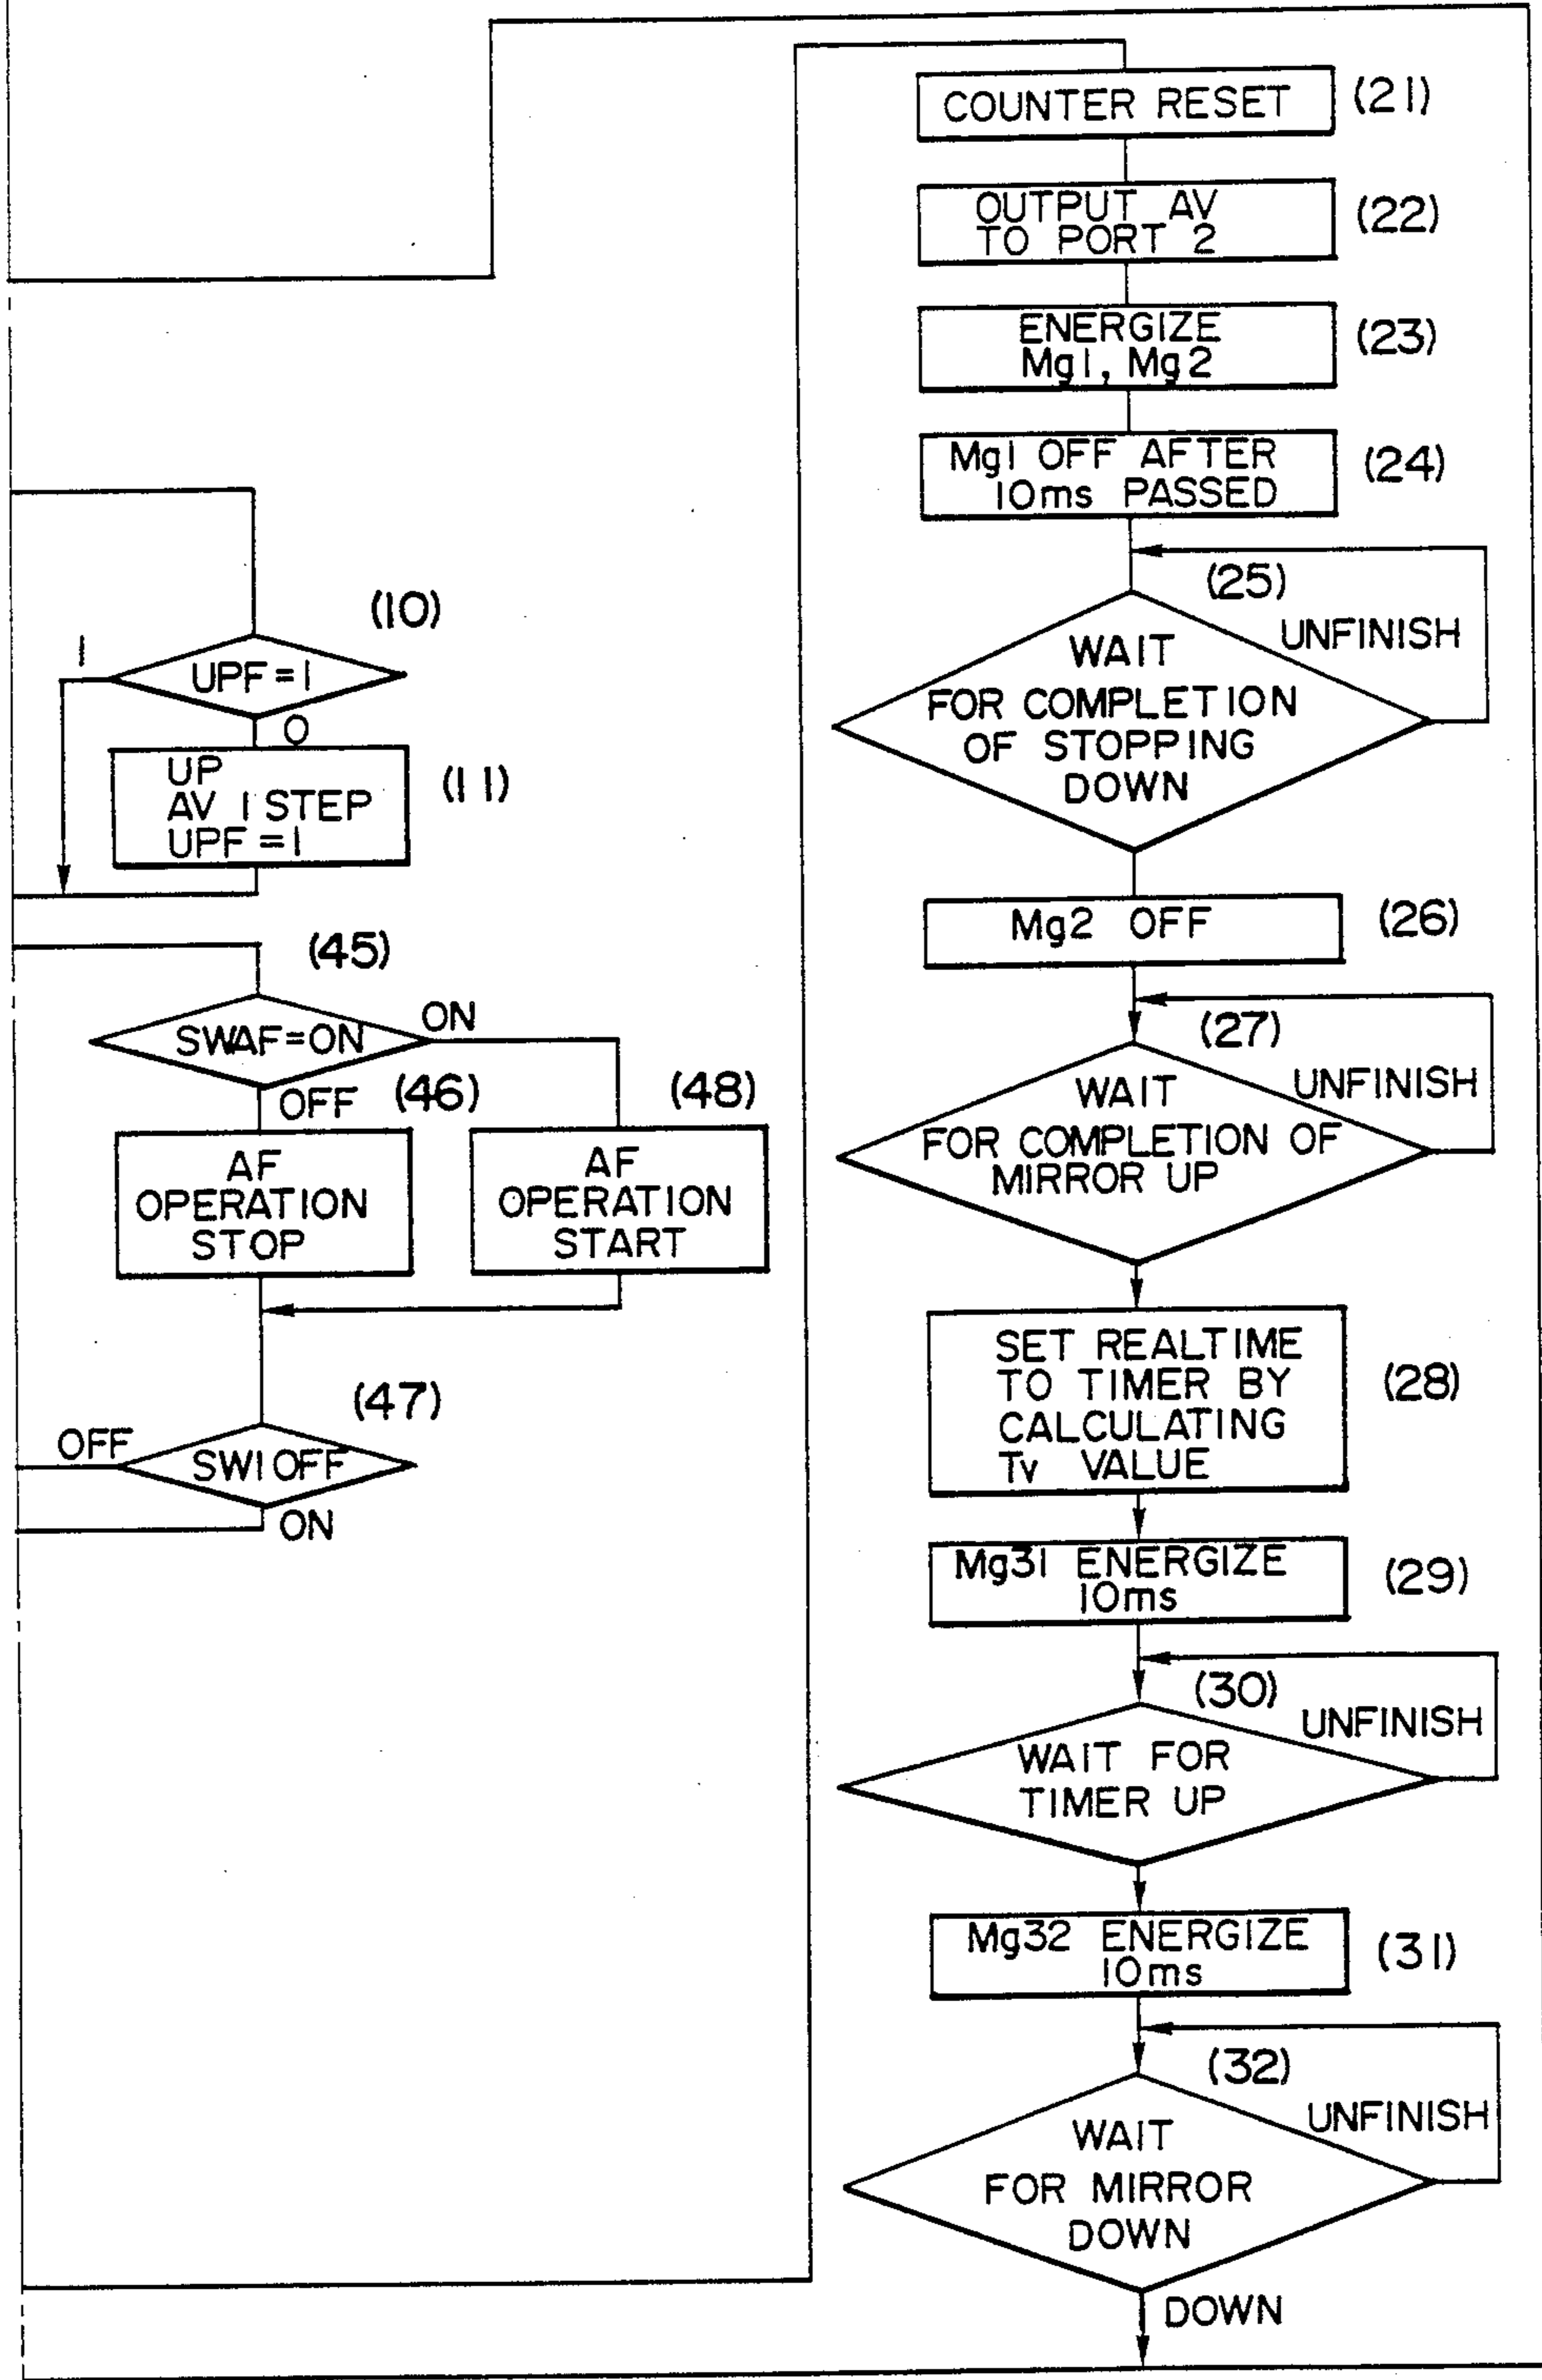 (10)
1
UPF=1
0
UP
AV 1 STEP
UPF=1
(11)
(45)
SWAF=ON
ON
OFF
(46)
(48)
AF
OPERATION
STOP
AF
OPERATION
START
(47)
OFF
SW1 OFF
ON
COUNTER RESET
(21)
OUTPUT AV
TO PORT 2
(22)
ENERGIZE
Mg1, Mg2
(23)
Mg1 OFF AFTER
10ms PASSED
(24)
(25)
UNFINISH
WAIT
FOR COMPLETION
OF STOPPING
DOWN
Mg2 OFF
(26)
(27)
UNFINISH
WAIT
FOR COMPLETION OF
MIRROR UP
SET REALTIME
TO TIMER BY
CALCULATING
Tv VALUE
(28)
Mg31 ENERGIZE
10ms
(29)
(30)
UNFINISH
WAIT FOR
TIMER UP
Mg32 ENERGIZE
10ms
(31)
(32)
UNFINISH
WAIT
FOR MIRROR
DOWN
DOWN